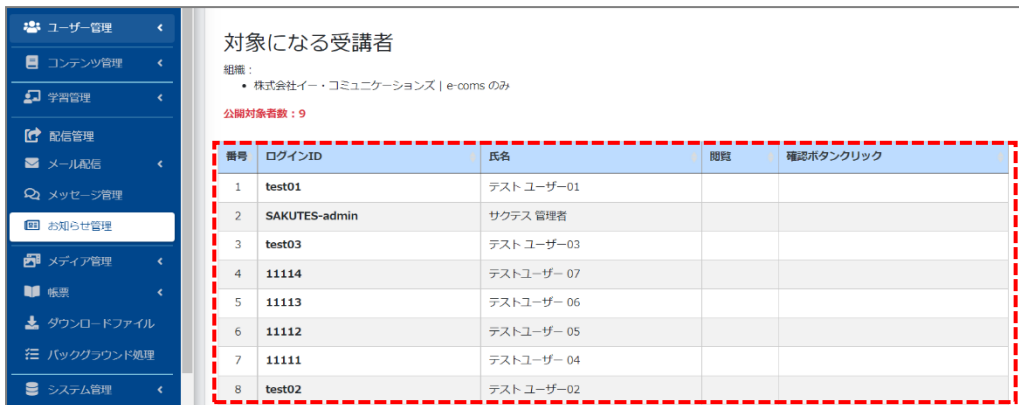 ユーザー管理
コンテンツ管理
学習管理
配信管理
メール配信
メッセージ管理
お知らせ管理
メディア管理
帳票
ダウンロードファイル
バックグラウンド処理
システム管理
対象になる受講者
組織：
• 株式会社イー・コミュニケーションズ | e-coms のみ
公開対象者数：9
番号 ログインID 氏名 閲覧 確認ボタンクリック
1 test01 テスト ユーザー01
2 SAKUTES-admin サクテス 管理者
3 test03 テスト ユーザー03
4 11114 テストユーザー 07
5 11113 テストユーザー 06
6 11112 テストユーザー 05
7 11111 テストユーザー 04
8 test02 テスト ユーザー02